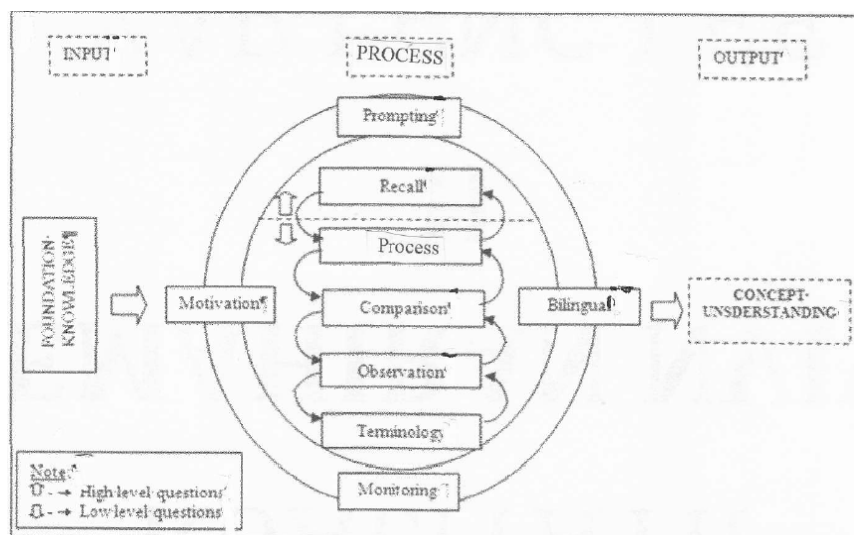 INPUT
PROCESS
OUTPUT
Prompting
Recall
Process
FOUNDATION·
KNOWLEDGE
Motivation
Comparison
Bilingual
CONCEPT·
UNSDERSTANDING
Observation
Terminology
Monitoring
Note:
- → High·level·questions
- → Low·level·questions